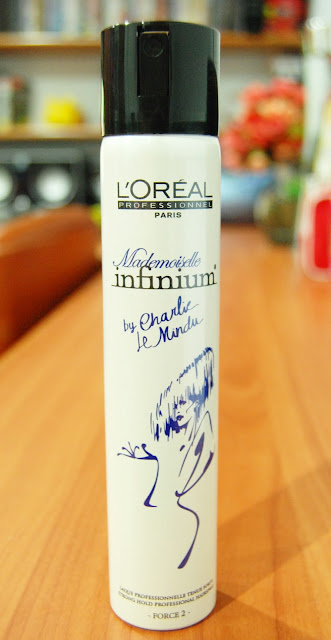 L'ORÉAL
PROFESSIONNEL
PARIS
Mademoiselle
infinium
by Charlie
Le Mindu
LAQUE PROFESSIONNELLE TENUE FORTE
STRONG HOLD PROFESSIONAL HAIRSPRAY
- FORCE 2 -